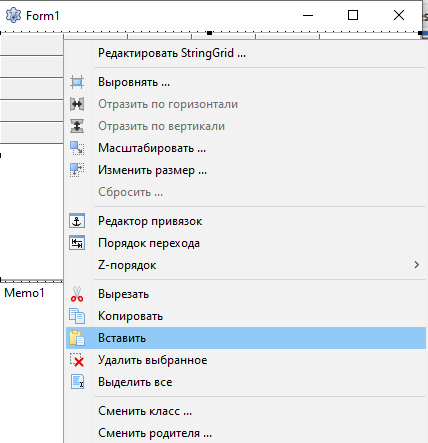 Form1
Редактировать StringGrid ...
Выровнять ...
Отразить по горизонтали
Отразить по вертикали
Масштабировать ...
Изменить размер ...
Сбросить ...
Редактор привязок
Порядок перехода
Z-порядок
Memo1
Вырезать
Копировать
Вставить
Удалить выбранное
Выделить все
Сменить класс ...
Сменить родителя ...